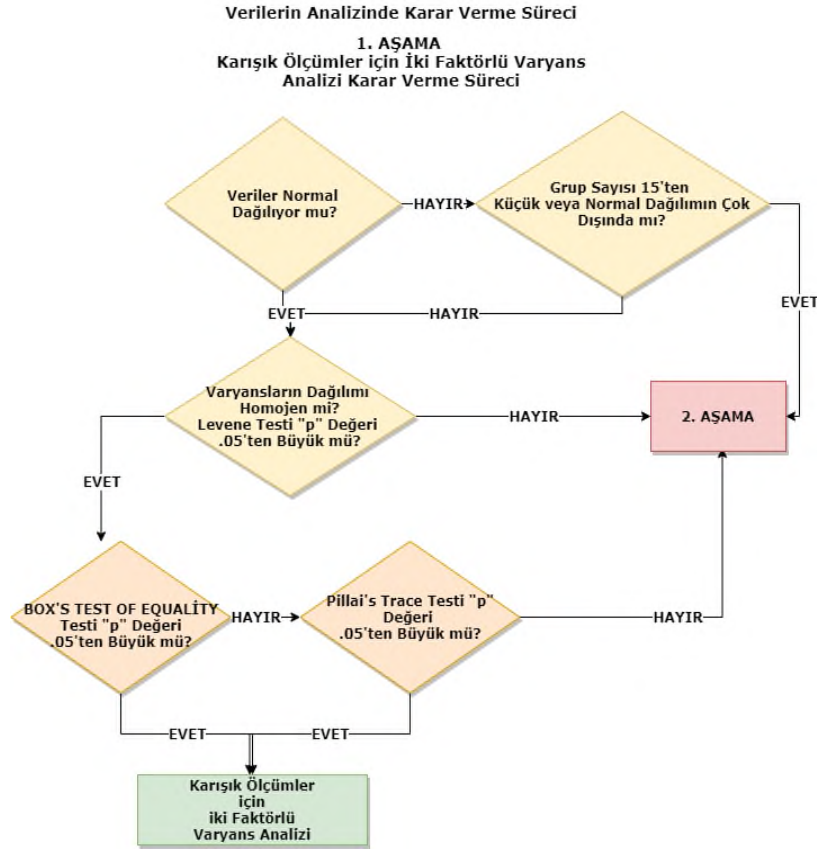 Verilerin Analizinde Karar Verme Süreci
1. AŞAMA
Karışık Ölçümler için İki Faktörlü Varyans
Analizi Karar Verme Süreci
Veriler Normal
Dağılıyor mu?
HAYIR
Grup Sayısı 15'ten
Küçük veya Normal Dağılımın Çok
Dışında mı?
EVET
EVET
HAYIR
Varyansların Dağılımı
Homojen mi?
Levene Testi "p" Değeri
.05'ten Büyük mü?
HAYIR
2. AŞAMA
EVET
BOX'S TEST OF EQUALİTY
Testi "p" Değeri
.05'ten Büyük mü?
HAYIR
Pillai's Trace Testi "p"
Değeri
.05'ten Büyük mü?
HAYIR
EVET
EVET
Karışık Ölçümler
için
iki Faktörlü
Varyans Analizi